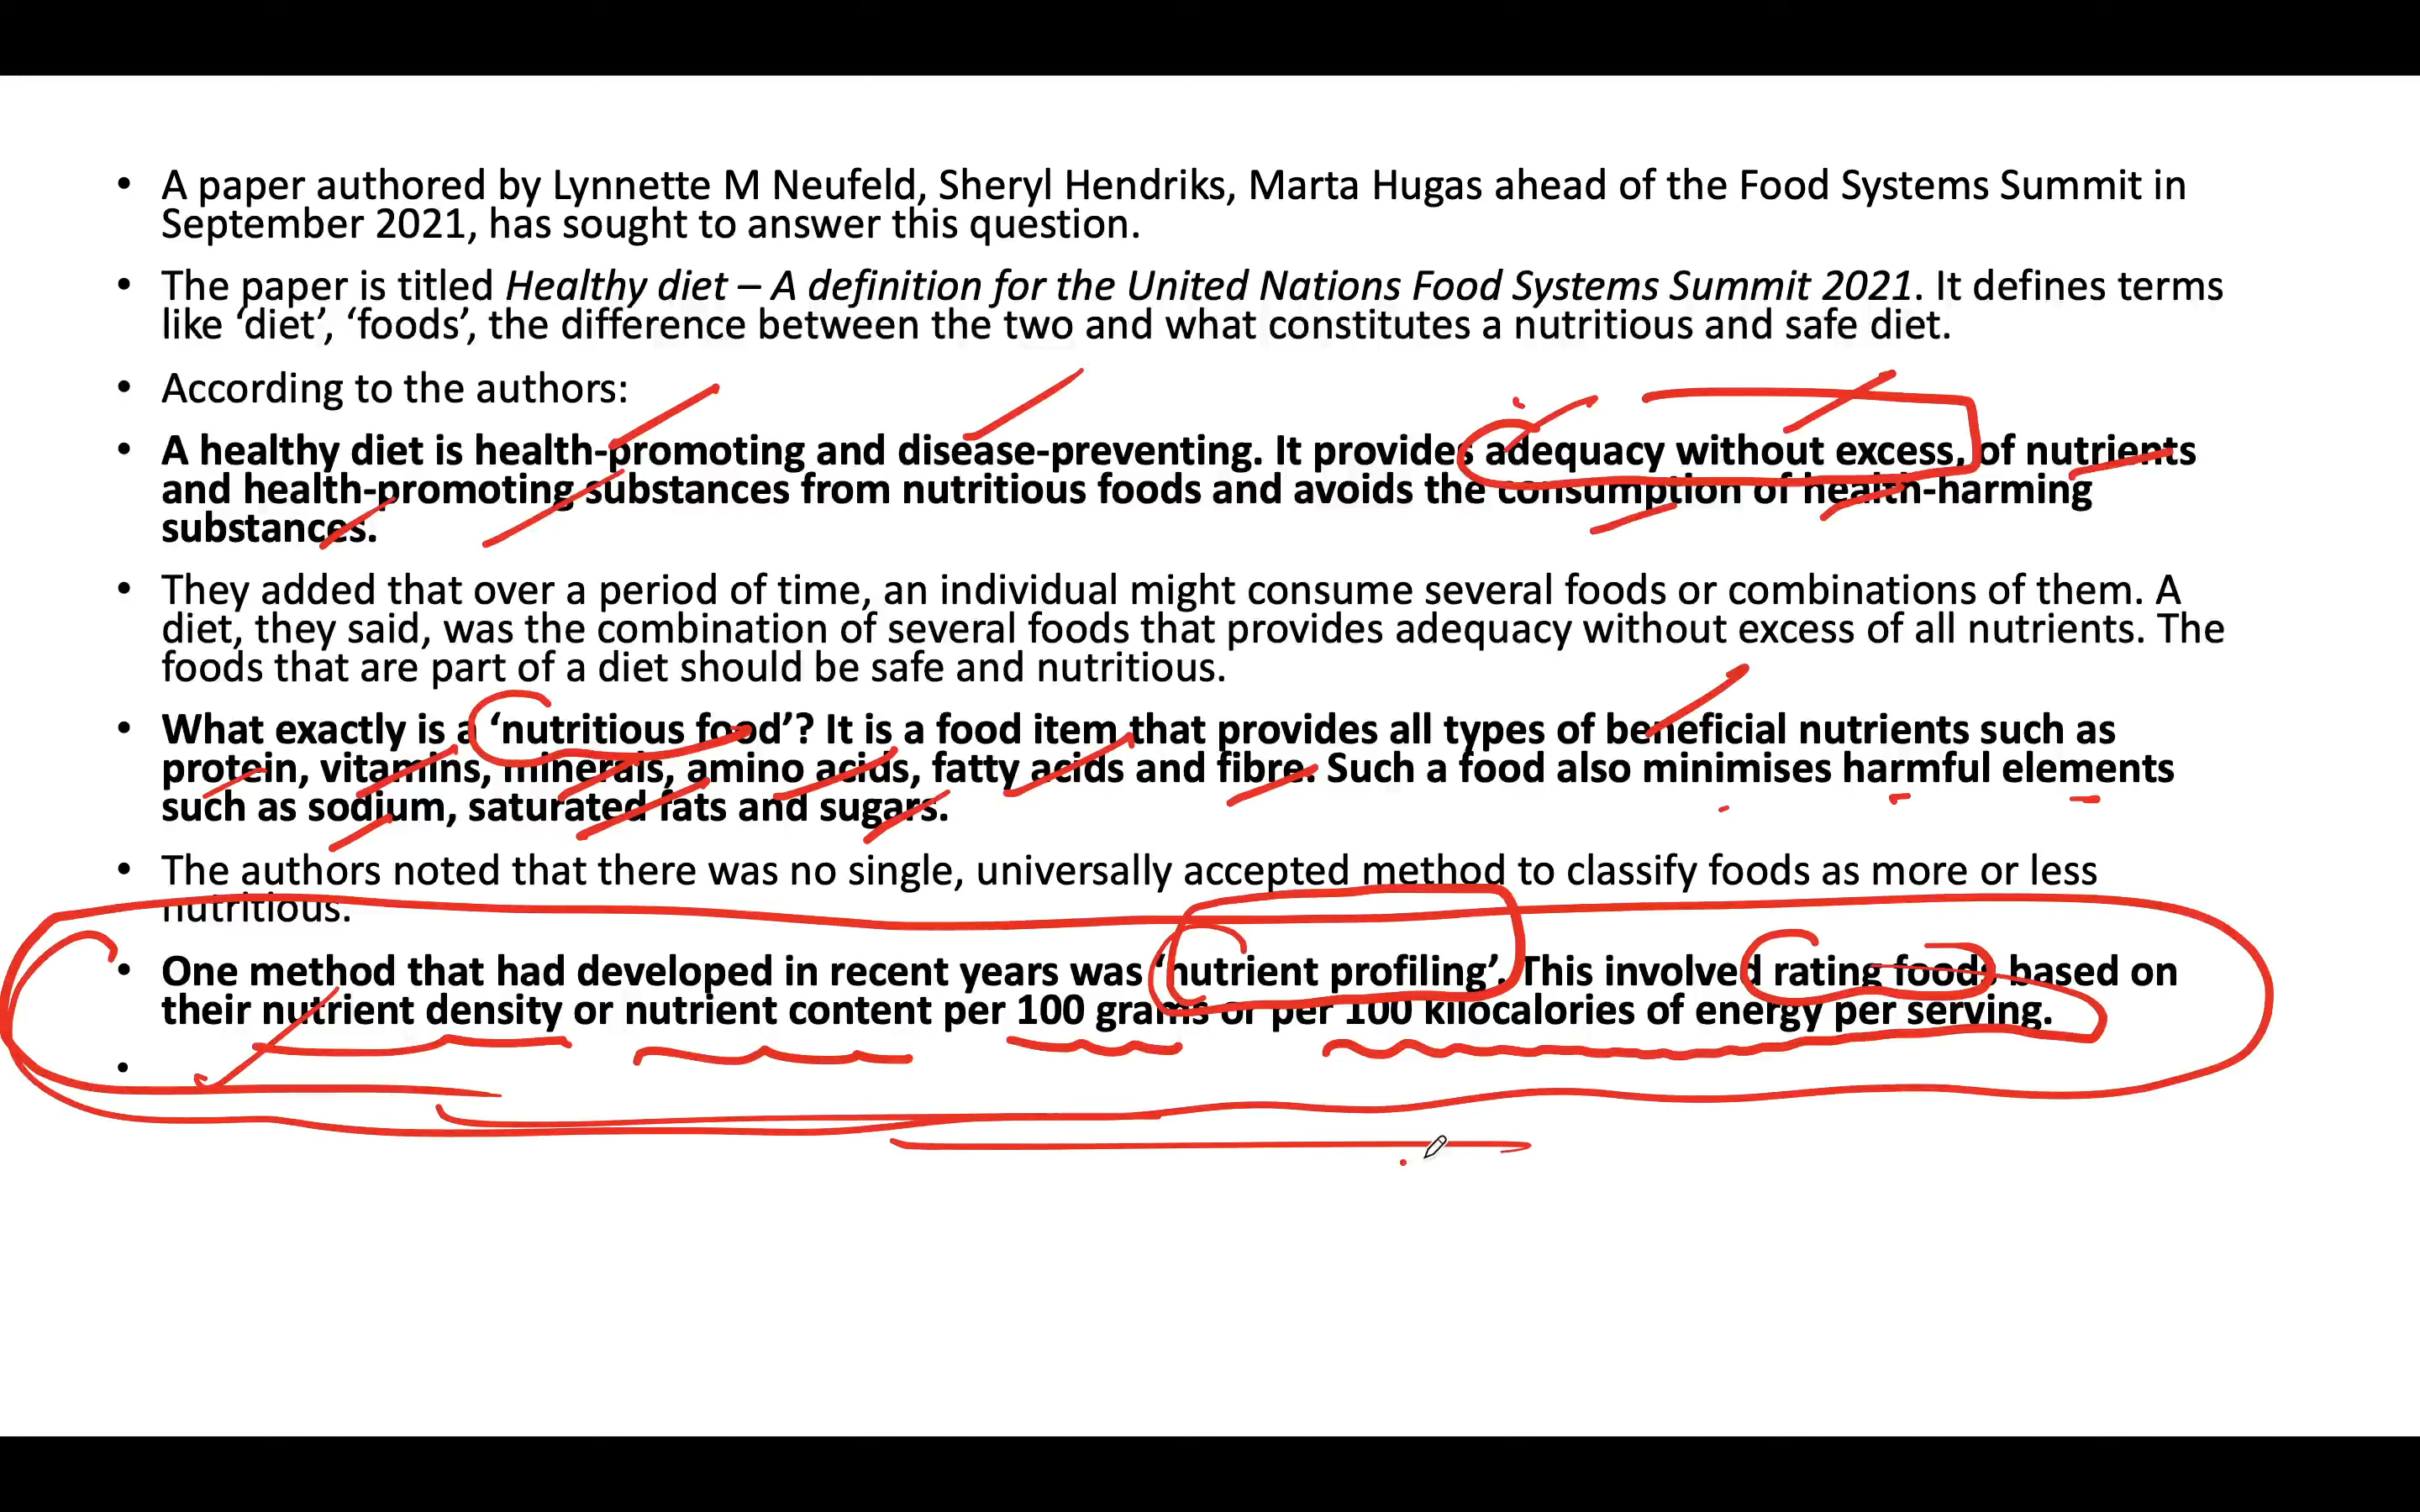 • A paper authored by Lynnette M Neufeld, Sheryl Hendriks, Marta Hugas ahead of the Food Systems Summit in
September 2021, has sought to answer this question.
• The paper is titled Healthy diet – A definition for the United Nations Food Systems Summit 2021. It defines terms
like ‘diet’, ‘foods’, the difference between the two and what constitutes a nutritious and safe diet.
• According to the authors:
• A healthy diet is health-promoting and disease-preventing. It provides adequacy without excess, of nutrients
and health-promoting substances from nutritious foods and avoids the consumption of health-harming
substances.
• They added that over a period of time, an individual might consume several foods or combinations of them. A
diet, they said, was the combination of several foods that provides adequacy without excess of all nutrients. The
foods that are part of a diet should be safe and nutritious.
• What exactly is a ‘nutritious food’? It is a food item that provides all types of beneficial nutrients such as
protein, vitamins, minerals, amino acids, fatty acids and fibre. Such a food also minimises harmful elements
such as sodium, saturated fats and sugars.
• The authors noted that there was no single, universally accepted method to classify foods as more or less
nutritious.
• One method that had developed in recent years was ‘nutrient profiling’. This involved rating foods based on
their nutrient density or nutrient content per 100 grams or per 100 kilocalories of energy per serving.
•